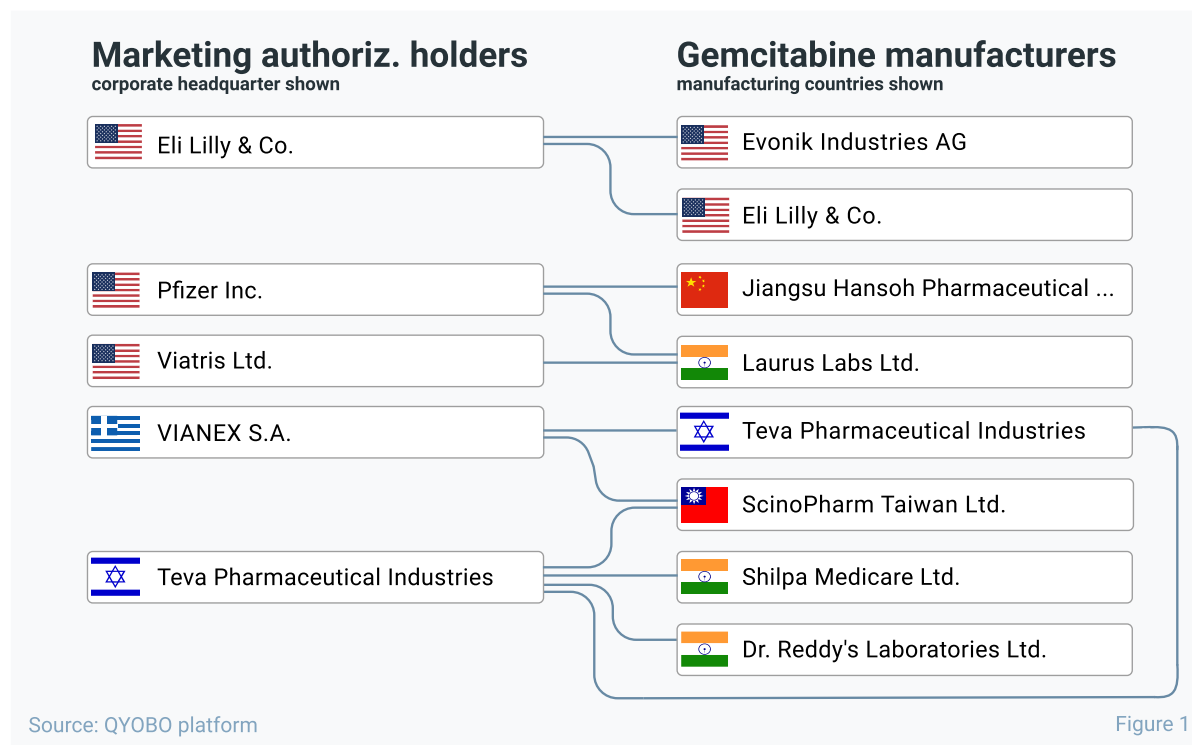 Marketing authoriz. holders
corporate headquarter shown
Gemcitabine manufacturers
manufacturing countries shown
Eli Lilly & Co.
Evonik Industries AG
Eli Lilly & Co.
Pfizer Inc.
Jiangsu Hansoh Pharmaceutical ...
Viatris Ltd.
Laurus Labs Ltd.
VIANEX S.A.
Teva Pharmaceutical Industries
ScinoPharm Taiwan Ltd.
Teva Pharmaceutical Industries
Shilpa Medicare Ltd.
Dr. Reddy's Laboratories Ltd.
Source: QYOBO platform
Figure 1